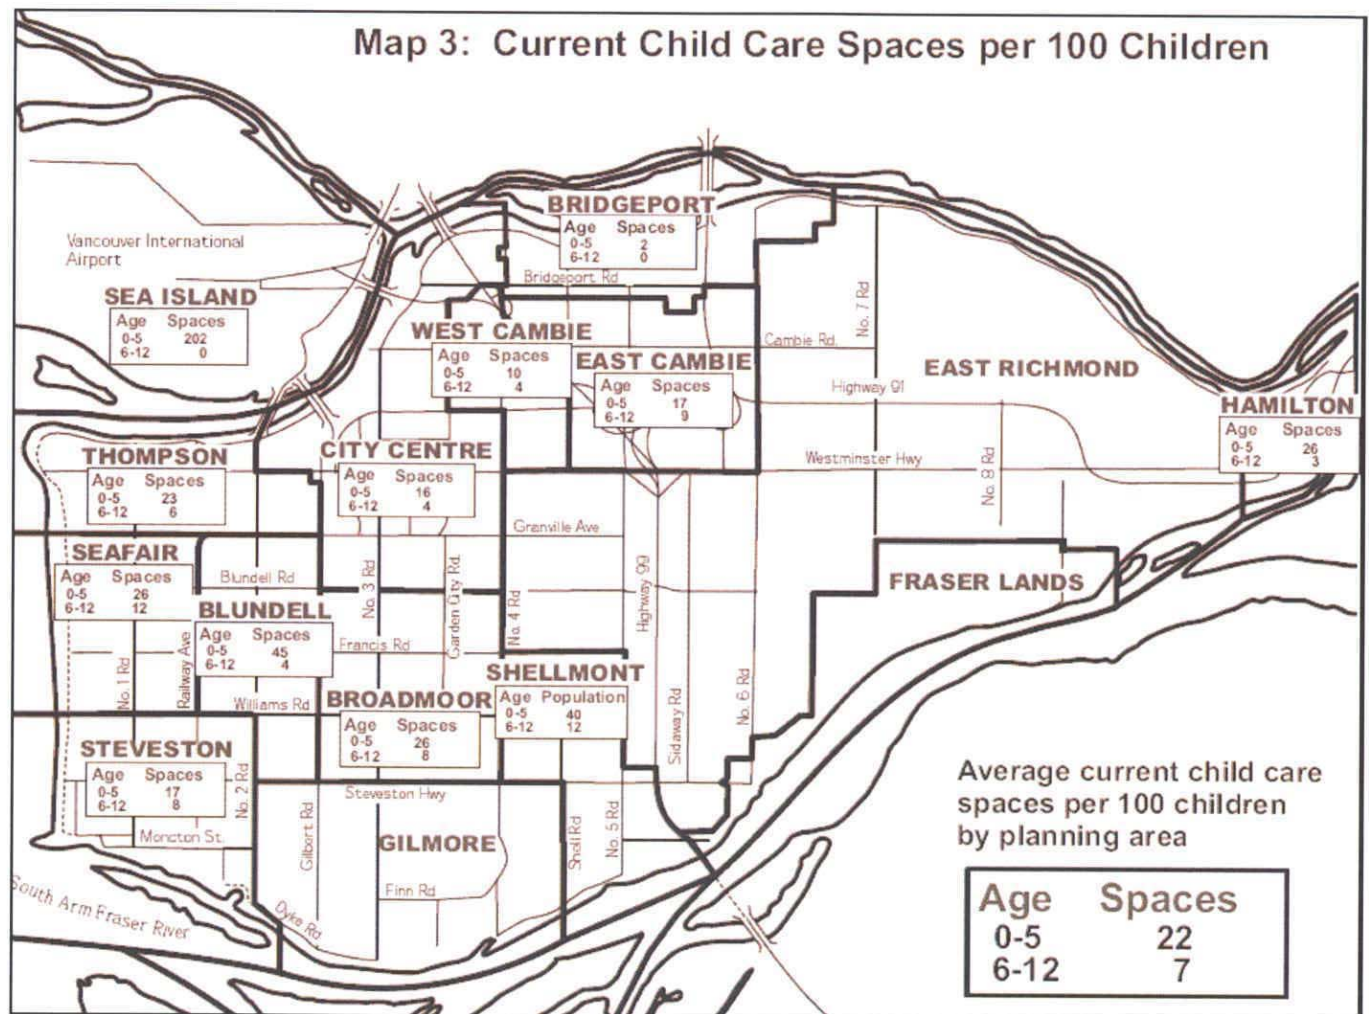 Map 3: Current Child Care Spaces per 100 Children
BRIDGEPORT
Age Spaces
0-5 2
6-12 0
Bridgeport Rd
Vancouver International
Airport
SEA ISLAND
Age Spaces
0-5 202
6-12 0
WEST CAMBIE
Age Spaces
0-5 10
6-12 4
EAST CAMBIE
Age Spaces
0-5 17
6-12 9
Cambie Rd.
No. 7 Rd
EAST RICHMOND
Highway 91
HAMILTON
Age Spaces
0-5 26
6-12 3
THOMPSON
Age Spaces
0-5 23
6-12 6
CITY CENTRE
Age Spaces
0-5 16
6-12 4
Westminster Hwy
No. 8 Rd
Granville Ave
SEAFAIR
Age Spaces
0-5 26
6-12 12
Blundell Rd
No. 3 Rd
Garden City Rd.
No. 4 Rd
Highway 99
FRASER LANDS
BLUNDELL
Age Spaces
0-5 45
6-12 4
Francis Rd
No. 1 Rd
Railway Ave
Williams Rd
SHELLMONT
Age Population
0-5 40
6-12 12
BROADMOOR
Age Spaces
0-5 26
6-12 8
Sidaway Rd
No. 6 Rd
STEVESTON
Age Spaces
0-5 17
6-12 8
No. 2 Rd
Steveston Hwy
Moncton St.
Gilbert Rd
GILMORE
Shell Rd
No. 5 Rd
Finn Rd
Dyke Rd
South Arm Fraser River
Average current child care
spaces per 100 children
by planning area
Age Spaces
0-5 22
6-12 7